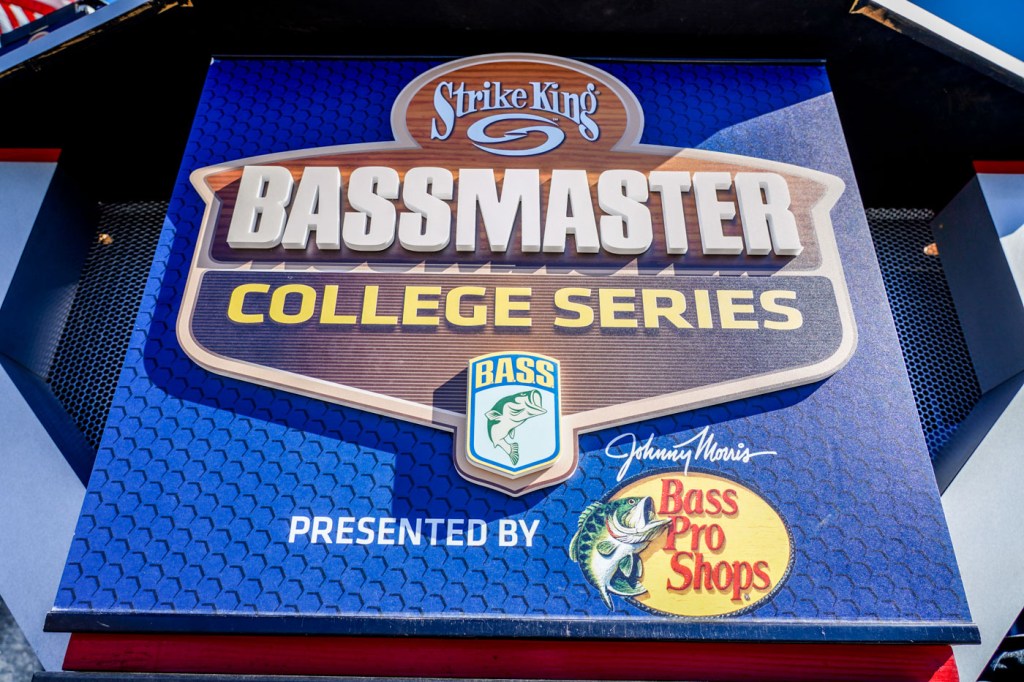 Strike King
BASSMASTER
COLLEGE SERIES
BASS
Johnny Morris
PRESENTED BY
Bass
Pro
Shops